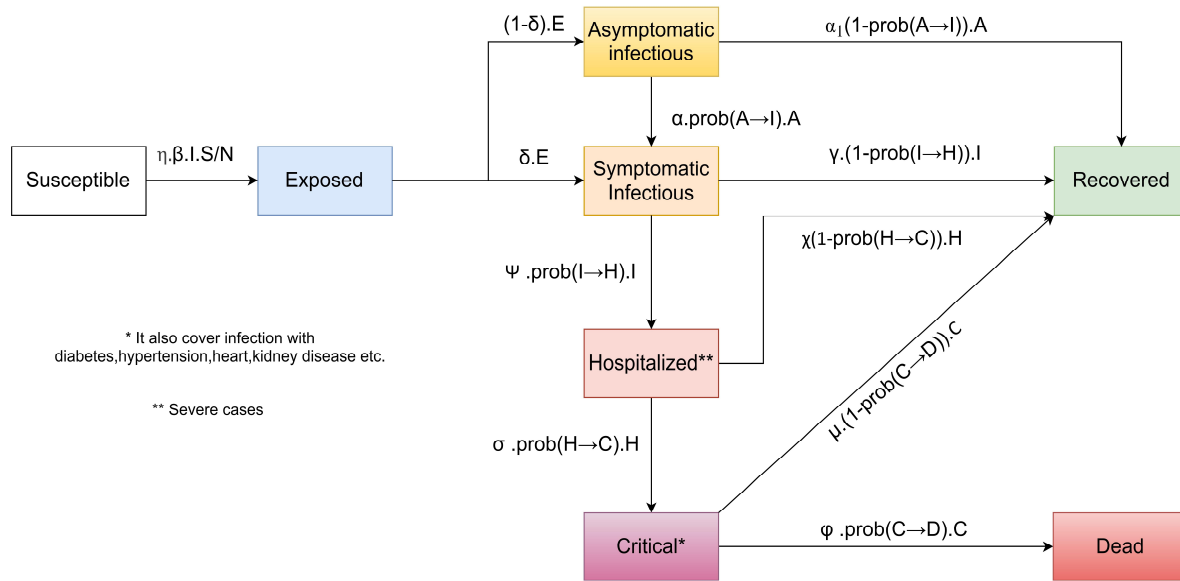 (1-δ).E
Asymptomatic
infectious
α₁(1-prob(A→I)).A
α.prob(A→I).A
η.β.I.S/N
Susceptible
Exposed
δ.E
Symptomatic
Infectious
γ.(1-prob(I→H)).I
Recovered
χ(1-prob(H→C)).H
Ψ .prob(I→H).I
* It also cover infection with
diabetes,hypertension,heart,kidney disease etc.
Hospitalized**
** Severe cases
μ.(1-prob(C→D)).C
σ .prob(H→C).H
Critical*
φ .prob(C→D).C
Dead